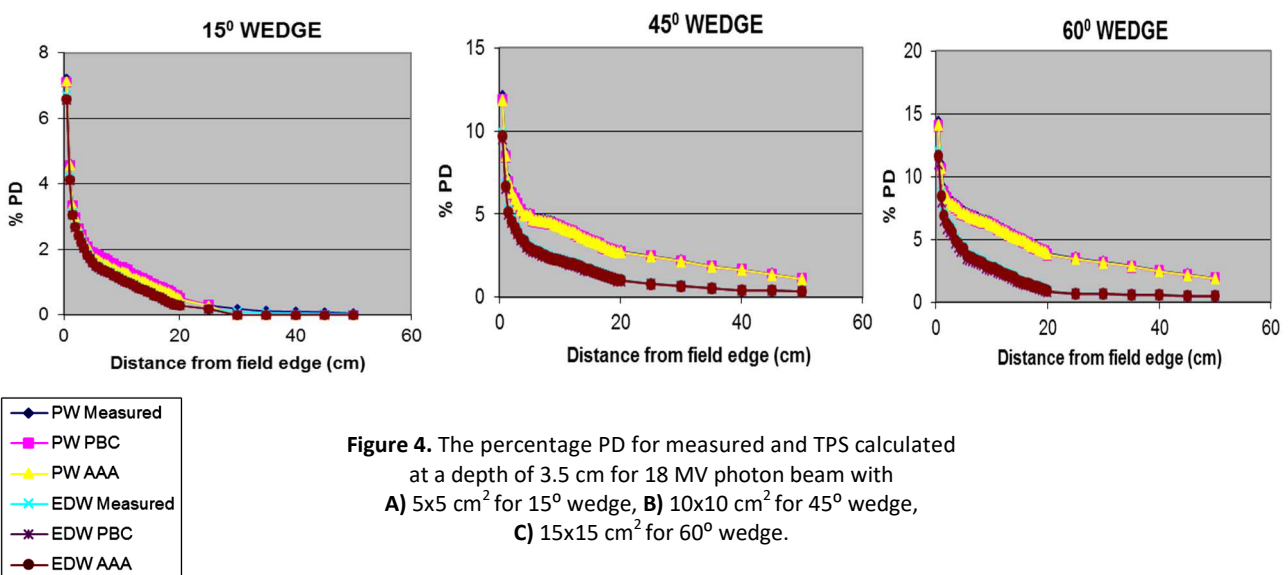 15⁰ WEDGE
% PD
8
6
4
2
0
0 20 40 60
Distance from field edge (cm)
45⁰ WEDGE
% PD
15
10
5
0
0 20 40 60
Distance from field edge (cm)
60⁰ WEDGE
% PD
20
15
10
5
0
0 20 40 60
Distance from field edge (cm)
PW Measured
PW PBC
PW AAA
EDW Measured
EDW PBC
EDW AAA
Figure 4. The percentage PD for measured and TPS calculated
at a depth of 3.5 cm for 18 MV photon beam with
A) 5x5 cm² for 15º wedge, B) 10x10 cm² for 45º wedge,
C) 15x15 cm² for 60º wedge.